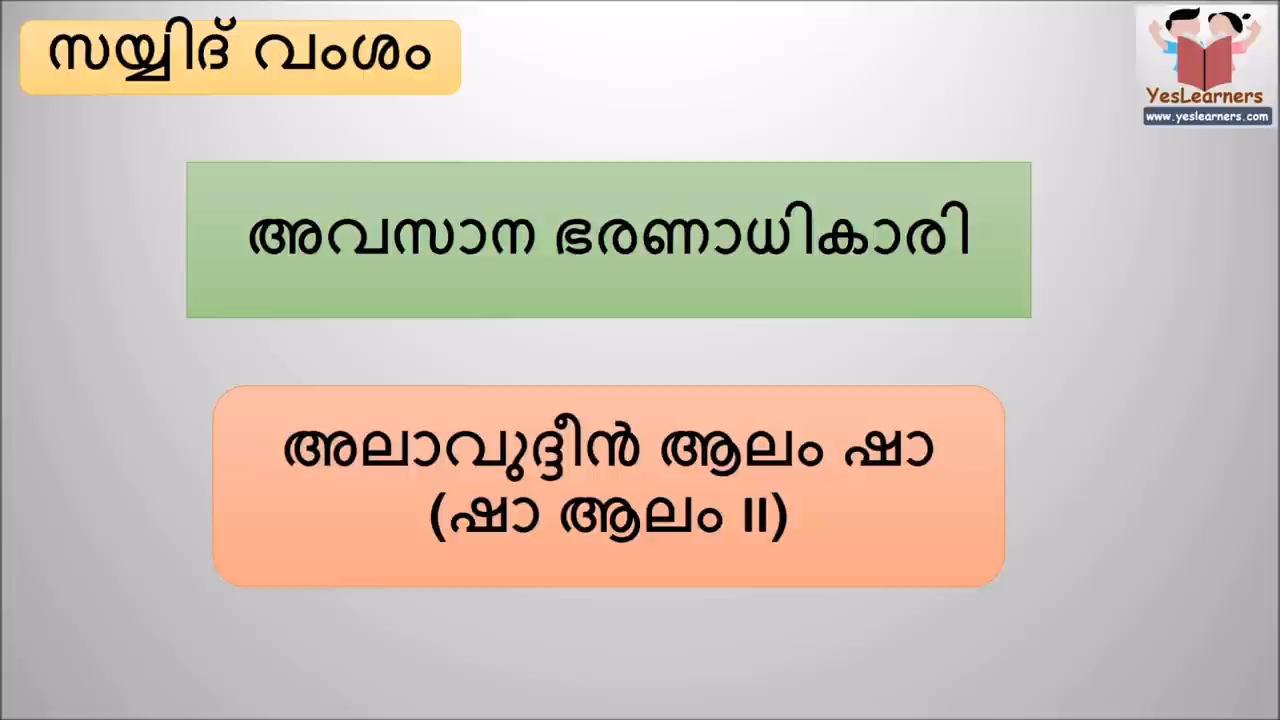 സയ്യിദ് വംശം
YesLearners
www.yeslearners.com
അവസാന ഭരണാധികാരി
അലാവുദ്ദീൻ ആലം ഷാ
(ഷാ ആലം II)